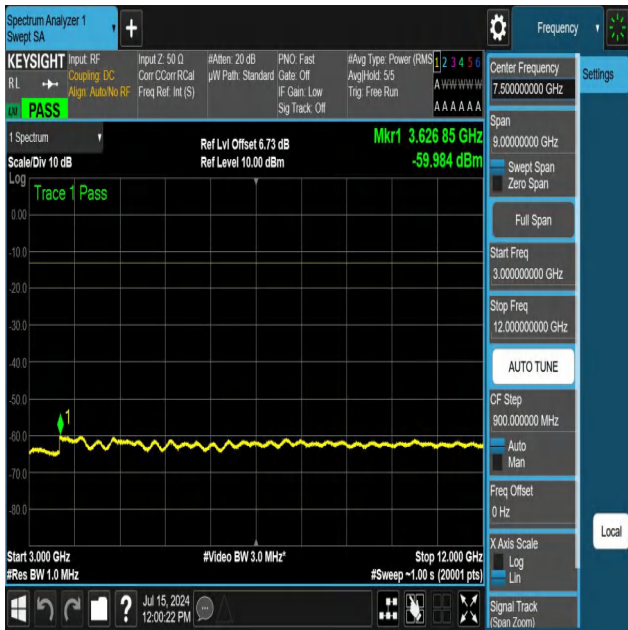 Spectrum Analyzer 1
Swept SA
+
Frequency
KEYSIGHT
RL
PASS
Input: RF
Coupling: DC
Align: Auto/No RF
Input Z: 50 Ω
Corr CCorr RCal
Freq Ref: Int (S)
#Atten: 20 dB
µW Path: Standard
PNO: Fast
Gate: Off
IF Gain: Low
Sig Track: Off
#Avg Type: Power (RMS
Avg|Hold: 5/5
Trig: Free Run
1 2 3 4 5 6
A W W W W W
A A A A A A
1 Spectrum
Scale/Div 10 dB
Ref Lvl Offset 6.73 dB
Ref Level 10.00 dBm
Mkr1 3.626 85 GHz
-59.984 dBm
Log
Trace 1 Pass
0.00
-10.0
-20.0
-30.0
-40.0
-50.0
-60.0
-70.0
-80.0
1
Start 3.000 GHz
#Res BW 1.0 MHz
#Video BW 3.0 MHz*
Stop 12.000 GHz
#Sweep ~1.00 s (20001 pts)
Jul 15, 2024
12:00:22 PM
?
Center Frequency
7.500000000 GHz
Settings
Span
9.00000000 GHz
Swept Span
Zero Span
Full Span
Start Freq
3.000000000 GHz
Stop Freq
12.000000000 GHz
AUTO TUNE
CF Step
900.000000 MHz
Auto
Man
Freq Offset
0 Hz
X Axis Scale
Log
Lin
Local
Signal Track
(Span Zoom)